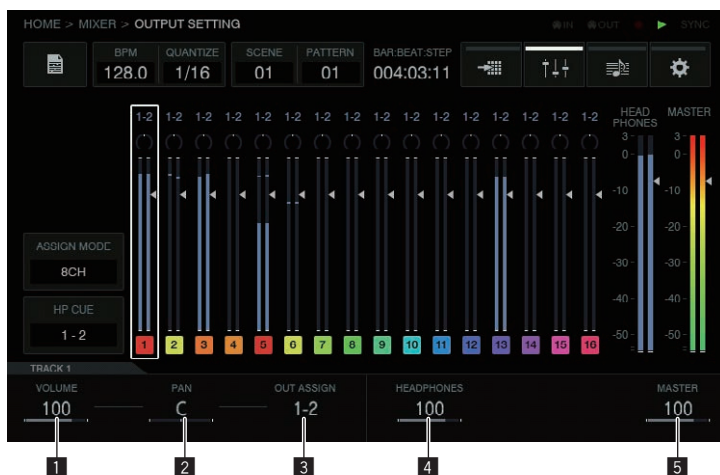 HOME > MIXER > OUTPUT SETTING
IN OUT SYNC
BPM QUANTIZE SCENE PATTERN BAR:BEAT:STEP
128.0 1/16 01 01 004:03:11
1-2 1-2 1-2 1-2 1-2 1-2 1-2 1-2 1-2 1-2 1-2 1-2 1-2 1-2 1-2 1-2
HEAD PHONES MASTER
3 3
0 0
-10 -10
-20 -20
-30 -30
-40 -40
-50 -50
ASSIGN MODE
8CH
HP CUE
1 - 2
1 2 3 4 5 6 7 8 9 10 11 12 13 14 15 16
TRACK 1
VOLUME PAN OUT ASSIGN HEADPHONES MASTER
100 C 1-2 100 100
1 2 3 4 5